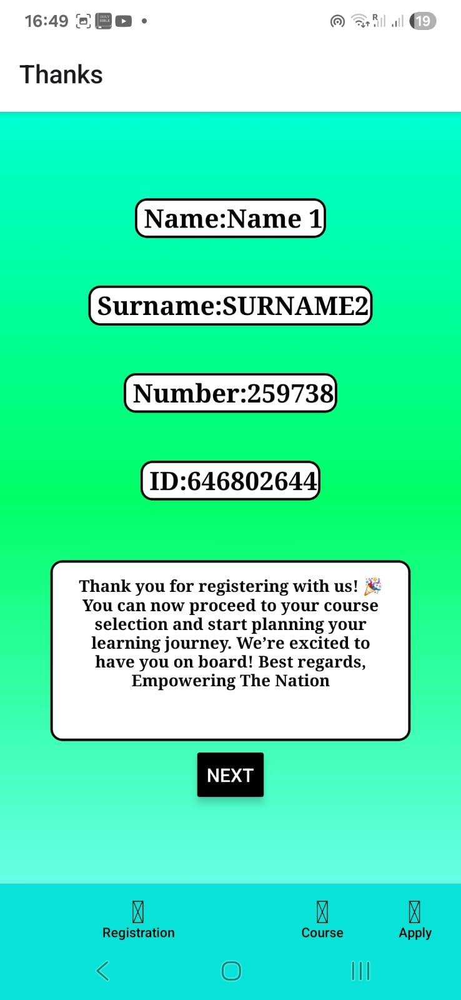 16:49 HOLY BIBLE R 19
Thanks
Name:Name 1
Surname:SURNAME2
Number:259738
ID:646802644
Thank you for registering with us! 🎉
You can now proceed to your course
selection and start planning your
learning journey. We’re excited to
have you on board! Best regards,
Empowering The Nation
NEXT
Registration Course Apply